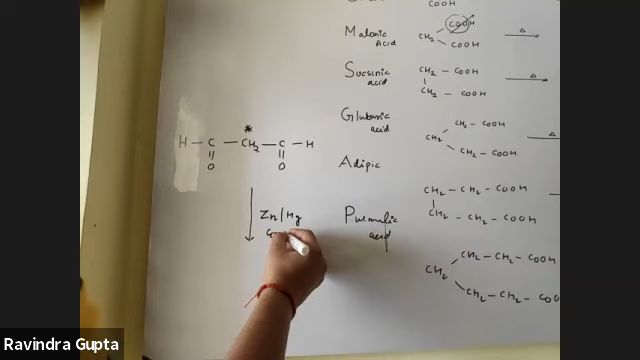 COOH
Malonic
Acid
CH2
COOH
COOH
Δ
Succinic
acid
CH2 - COOH
CH2 - COOH
Δ
Glutaric
acid
CH2
CH2 - COOH
CH2 - COOH
Δ
H - C - CH2 - C - H
*
O
O
Adipic
CH2 - CH2 - COOH
CH2 - CH2 - COOH
Zn/Hg
acid
CH2
CH2 - CH2 - COOH
CH2 - CH2 - COO
Ravindra Gupta